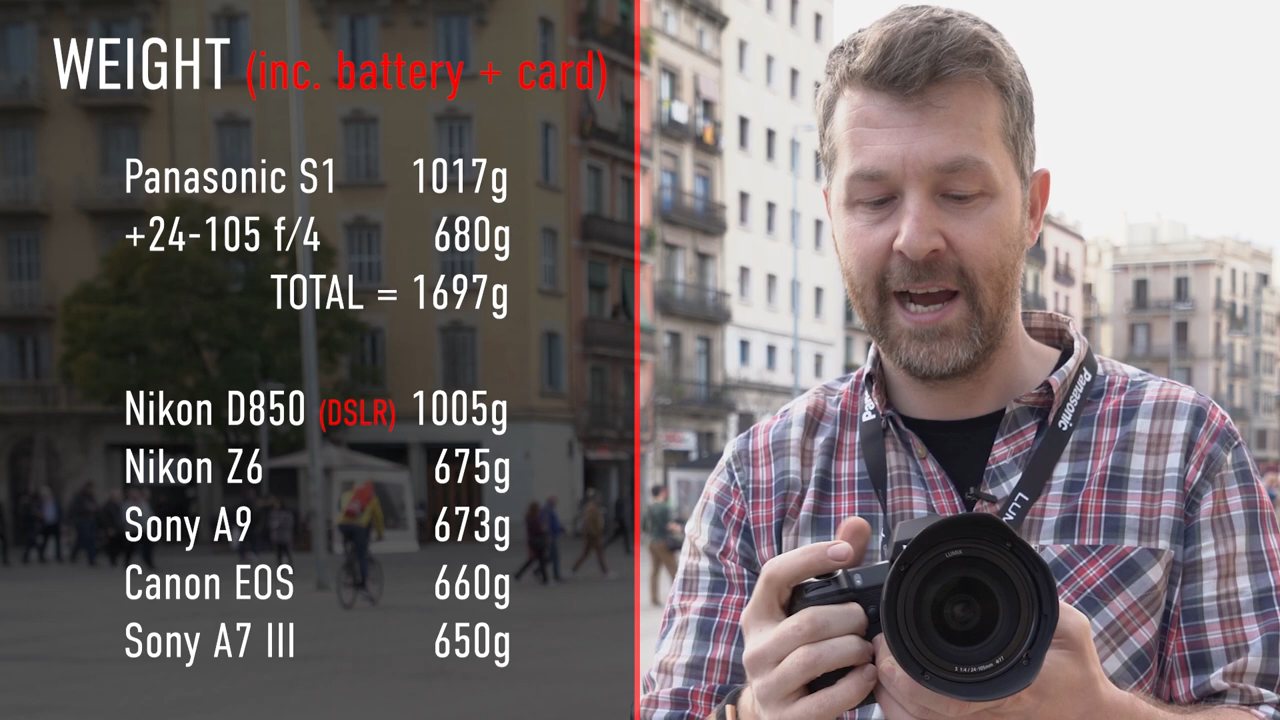 WEIGHT (inc. battery + card)
Panasonic S1 1017g
+24-105 f/4 680g
TOTAL = 1697g
Nikon D850 (DSLR) 1005g
Nikon Z6 675g
Sony A9 673g
Canon EOS 660g
Sony A7 III 650g
Panasonic
LUM
LUMIX